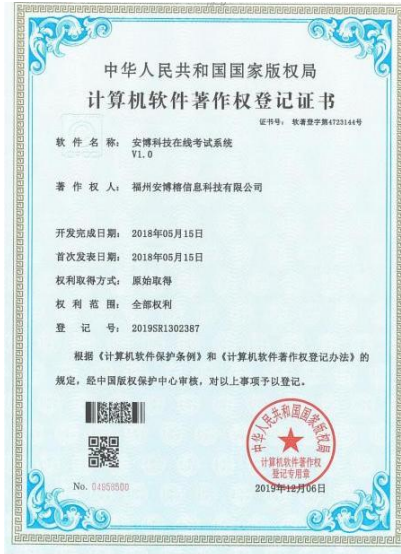 中华人民共和国国家版权局
计算机软件著作权登记证书
证书号： 软著登字第4723144号
软件名称： 安博科技在线考试系统
V1.0
著作权人： 福州安博榕信息科技有限公司
开发完成日期： 2018年05月15日
首次发表日期： 2018年05月15日
权利取得方式： 原始取得
权利范围： 全部权利
登记号： 2019SR1302387
根据《计算机软件保护条例》和《计算机软件著作权登记办法》的
规定，经中国版权保护中心审核，对以上事项予以登记。
中华人民共和国国家版权局
计算机软件著作权
登记专用章
No. 04958500
2019年12月06日